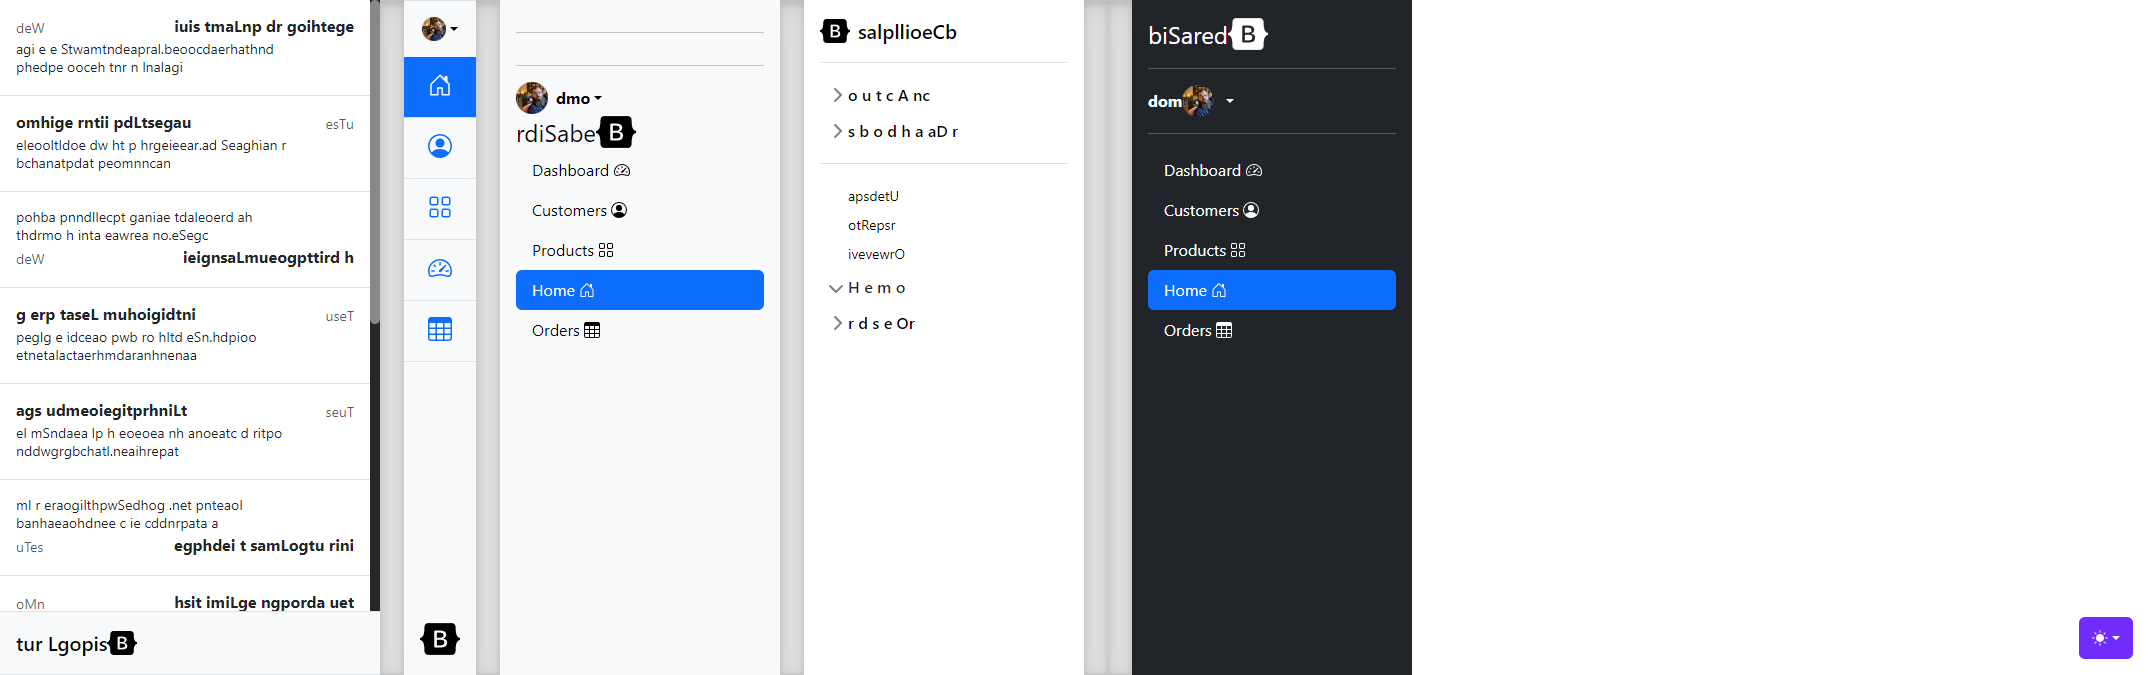 deW iuis tmaLnp dr goihtege
agi e e Stwamtndeapral.beoocdaerhathnd
phedpe ooceh tnr n lnalagi
omhige rntii pdLtsegau esTu
eleooltldoe dw ht p hrgeieear.ad Seaghian r
bchanatpdat peomnncan
pohba pnndllecpt ganiae tdaleoerd ah
thdrmo h inta eawrea no.eSegc
deW ieignsaLmueogpttird h
g erp taseL muhoigidtni useT
peglg e idceao pwb ro hltd eSn.hdpioo
etnetalactaerhmdaranhnenaa
ags udmeoiegitprhniLt seuT
el mSndaea lp h eoeoea nh anoeatc d ritpo
nddwgrgbchatl.neaihrepat
ml r eraogilthpwSedhog .net pnteaol
banhaeaohdnee c ie cddnrpata a
uTes egphdei t samLogtu rini
oMn hsit imiLge ngporda uet
tur Lgopis
dmo
rdiSabe
Dashboard
Customers
Products
Home
Orders
salpllioeCb
o u t c A nc
s b o d h a aD r
apsdetU
otRepsr
ivevewrO
H e m o
r d s e Or
biSared
dom
Dashboard
Customers
Products
Home
Orders